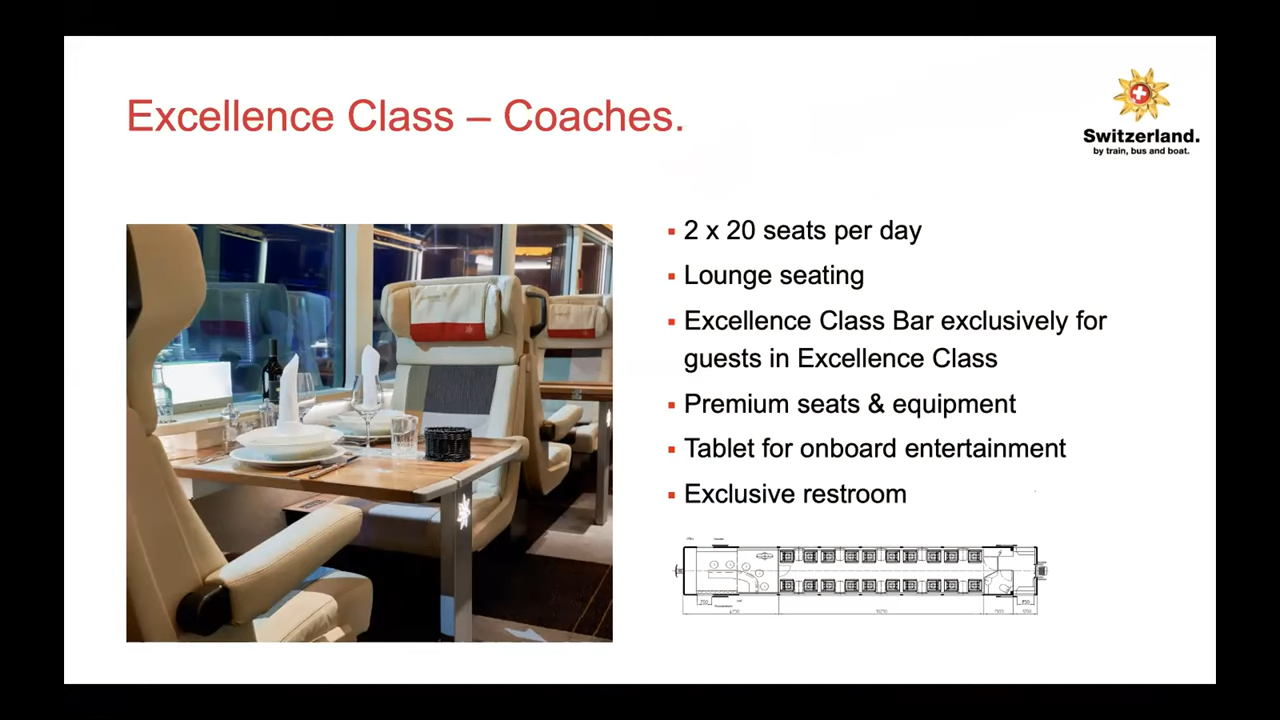 Excellence Class – Coaches.
Switzerland.
by train, bus and boat.
▪ 2 x 20 seats per day
▪ Lounge seating
▪ Excellence Class Bar exclusively for
guests in Excellence Class
▪ Premium seats & equipment
▪ Tablet for onboard entertainment
▪ Exclusive restroom